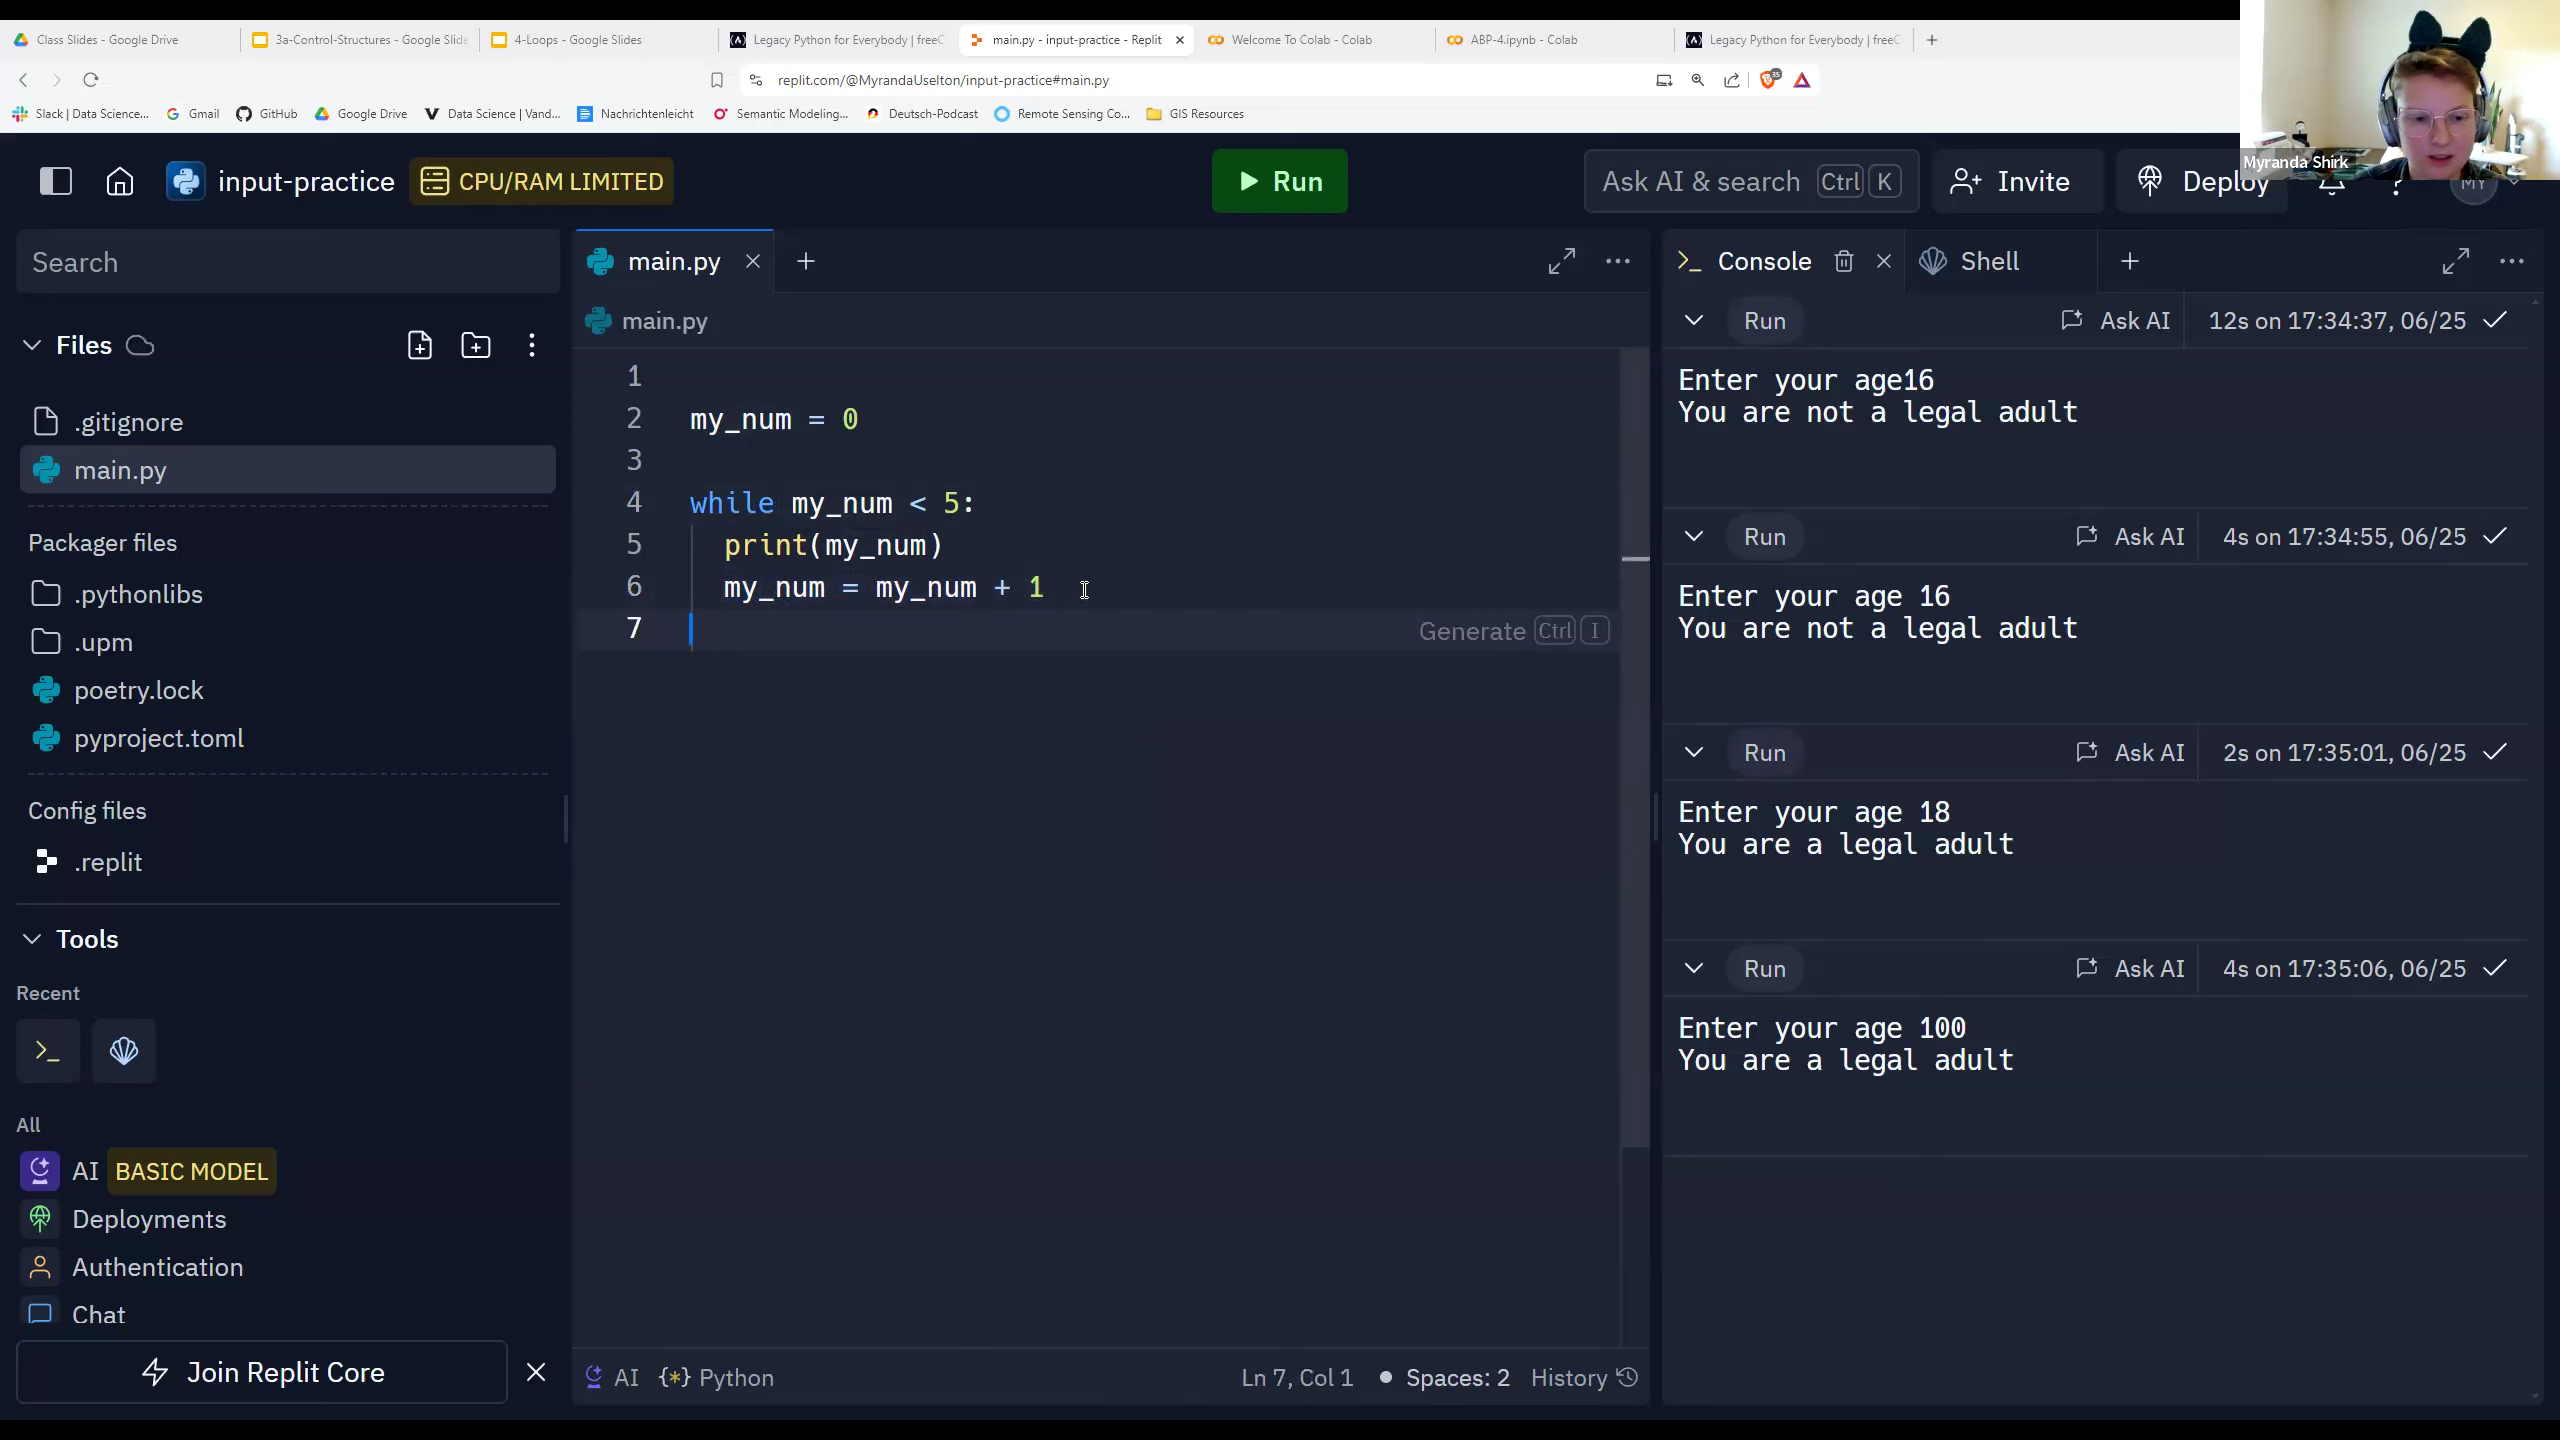 Class Slides - Google Drive
3a-Control-Structures - Google Slide
4-Loops - Google Slides
Legacy Python for Everybody | freeC
main.py - input-practice - Replit
Welcome To Colab - Colab
ABP-4.ipynb - Colab
Legacy Python for Everybody | freeC
replit.com/@MyrandaUselton/input-practice#main.py
35
Slack | Data Science...
Gmail
GitHub
Google Drive
Data Science | Vand...
Nachrichtenleicht
Semantic Modeling...
Deutsch-Podcast
Remote Sensing Co...
GIS Resources
Myranda Shirk
input-practice
CPU/RAM LIMITED
Run
Ask AI & search Ctrl K
Invite
Deploy
MY
Search
Files
.gitignore
main.py
Packager files
.pythonlibs
.upm
poetry.lock
pyproject.toml
Config files
.replit
Tools
Recent
All
AI BASIC MODEL
Deployments
Authentication
Chat
Join Replit Core
main.py
main.py
1
2 my_num = 0
3
4 while my_num < 5:
5 print(my_num)
6 my_num = my_num + 1
7
Generate Ctrl I
AI
{*} Python
Ln 7, Col 1
Spaces: 2
History
Console
Shell
Run Ask AI 12s on 17:34:37, 06/25
Enter your age16
You are not a legal adult
Run Ask AI 4s on 17:34:55, 06/25
Enter your age 16
You are not a legal adult
Run Ask AI 2s on 17:35:01, 06/25
Enter your age 18
You are a legal adult
Run Ask AI 4s on 17:35:06, 06/25
Enter your age 100
You are a legal adult